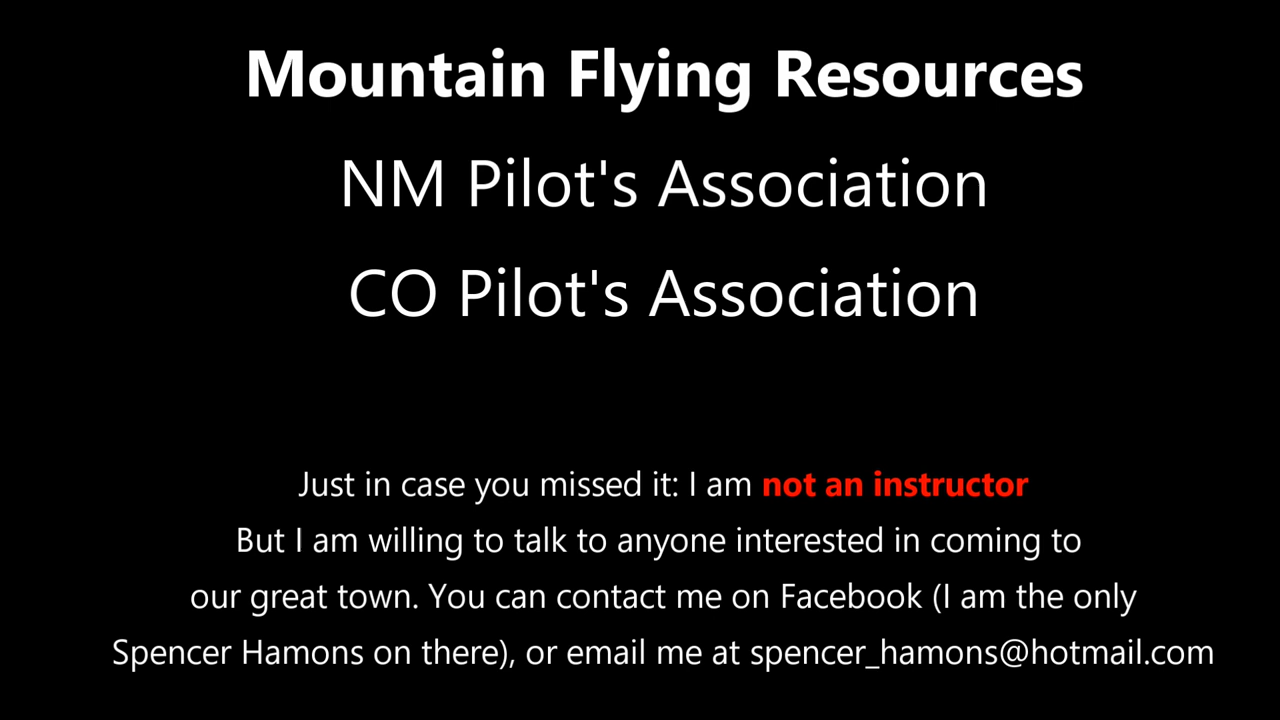 Mountain Flying Resources
NM Pilot's Association
CO Pilot's Association
Just in case you missed it: I am not an instructor
But I am willing to talk to anyone interested in coming to
our great town. You can contact me on Facebook (I am the only
Spencer Hamons on there), or email me at spencer_hamons@hotmail.com